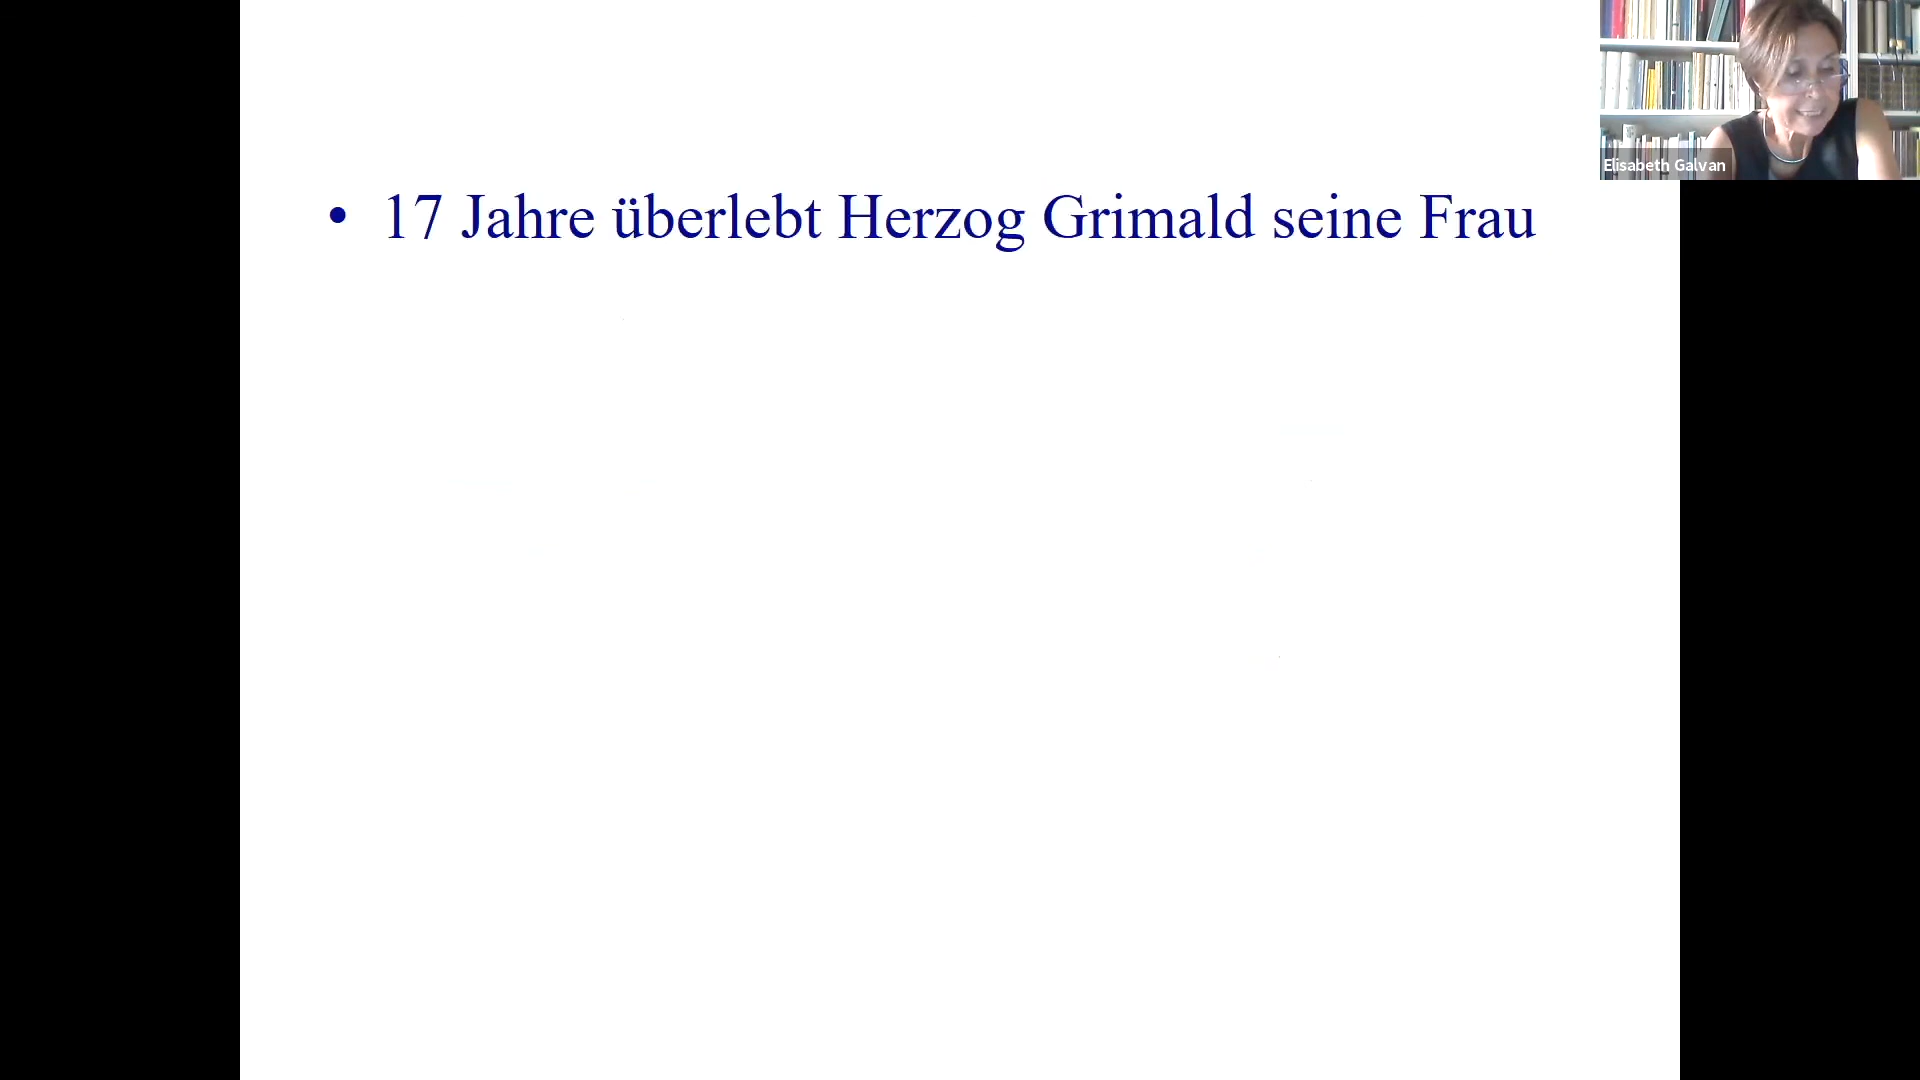 • 17 Jahre überlebt Herzog Grimald seine Frau
Elisabeth Galvan